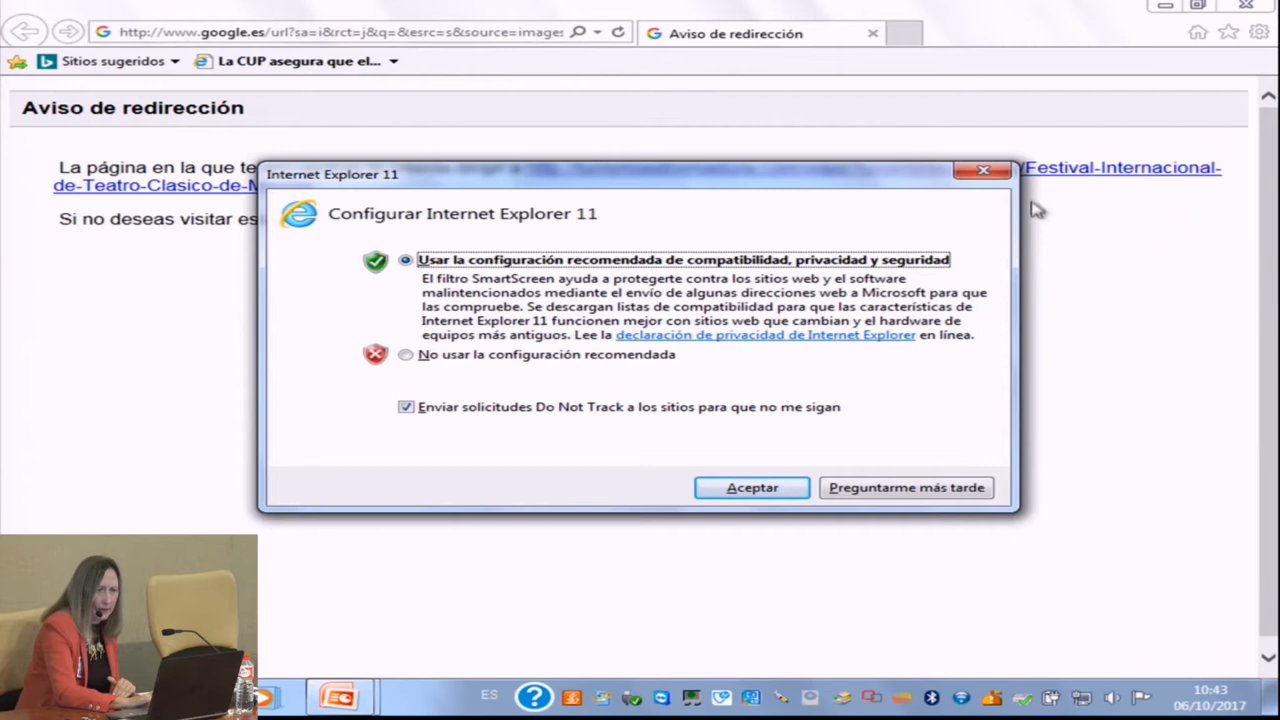 http://www.google.es/url?sa=i&rct=j&q=&esrc=s&source=images
Aviso de redirección
Sitios sugeridos
La CUP asegura que el...
Aviso de redirección
La página en la que te
/Festival-Internacional-
de-Teatro-Clasico-de-M
Si no deseas visitar es
Internet Explorer 11
Configurar Internet Explorer 11
Usar la configuración recomendada de compatibilidad, privacidad y seguridad
El filtro SmartScreen ayuda a protegerte contra los sitios web y el software
malintencionados mediante el envío de algunas direcciones web a Microsoft para que
las compruebe. Se descargan listas de compatibilidad para que las características de
Internet Explorer 11 funcionen mejor con sitios web que cambian y el hardware de
equipos más antiguos. Lee la declaración de privacidad de Internet Explorer en línea.
No usar la configuración recomendada
Enviar solicitudes Do Not Track a los sitios para que no me sigan
Aceptar
Preguntarme más tarde
ES
10:43
06/10/2017